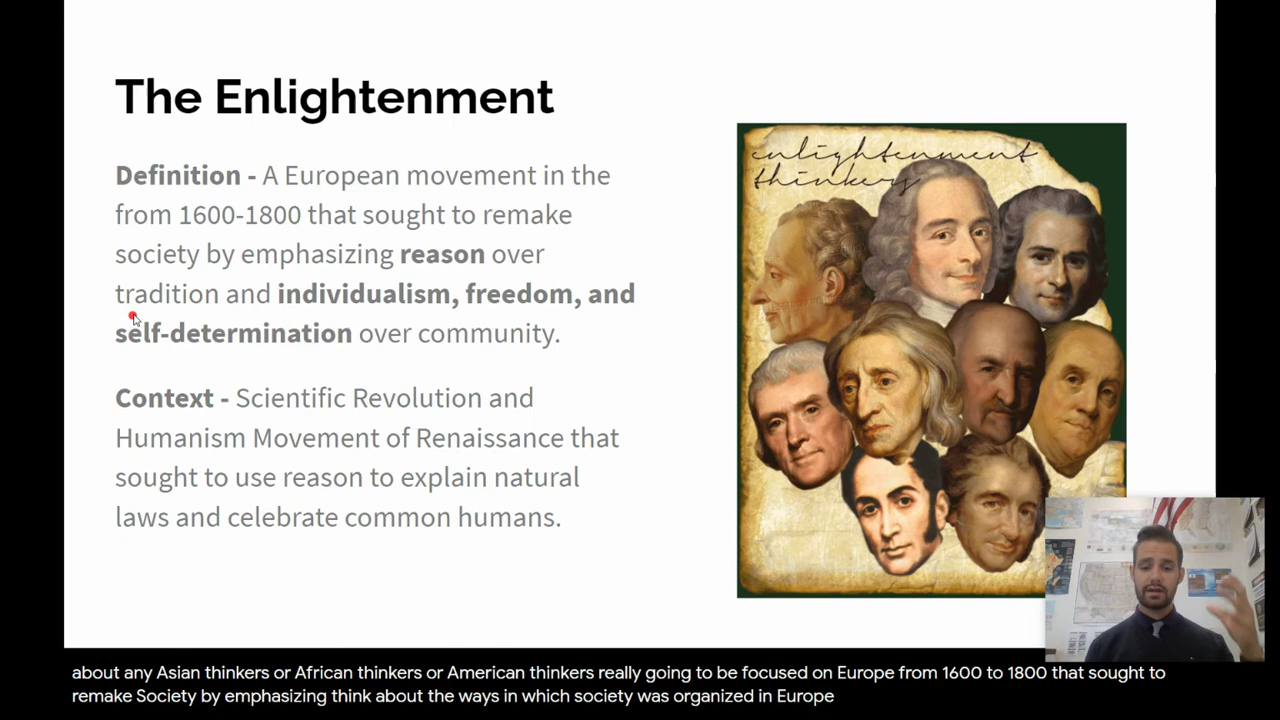 The Enlightenment
Definition - A European movement in the
from 1600-1800 that sought to remake
society by emphasizing reason over
tradition and individualism, freedom, and
self-determination over community.
Context - Scientific Revolution and
Humanism Movement of Renaissance that
sought to use reason to explain natural
laws and celebrate common humans.
enlightenment
thinkers
about any Asian thinkers or African thinkers or American thinkers really going to be focused on Europe from 1600 to 1800 that sought to
remake Society by emphasizing think about the ways in which society was organized in Europe